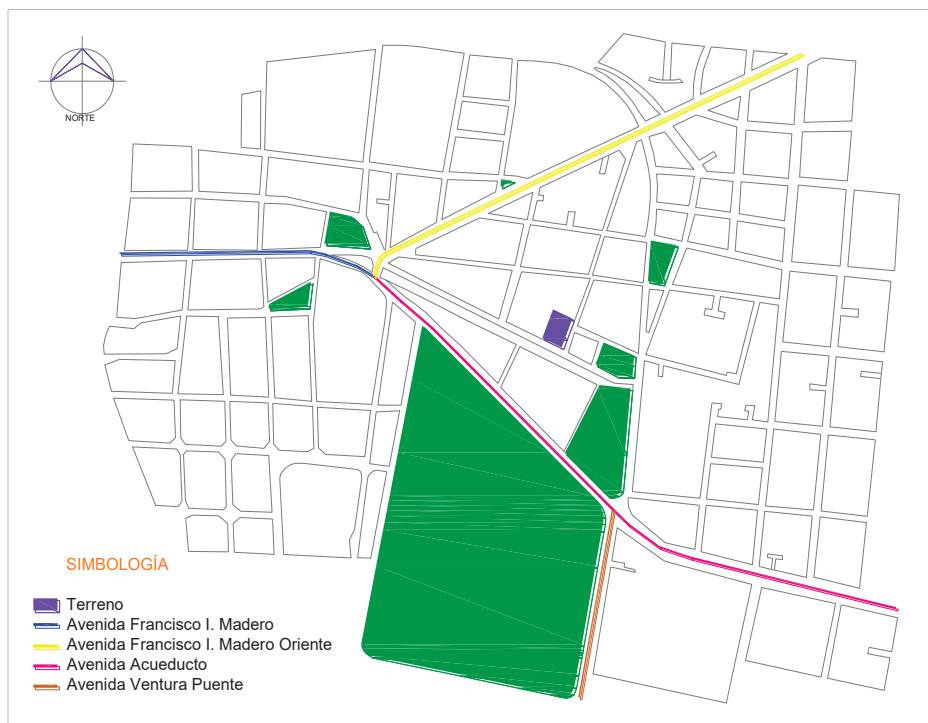 NORTE
SIMBOLOGÍA
Terreno
Avenida Francisco I. Madero
Avenida Francisco I. Madero Oriente
Avenida Acueducto
Avenida Ventura Puente